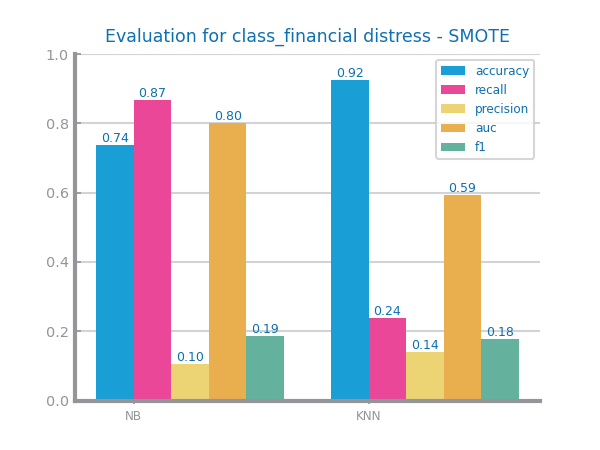 Evaluation for class_financial distress - SMOTE
1.0
0.8
0.6
0.4
0.2
0.0
0.74
0.87
0.10
0.80
0.19
0.92
0.24
0.14
0.59
0.18
accuracy
recall
precision
auc
f1
NB
KNN